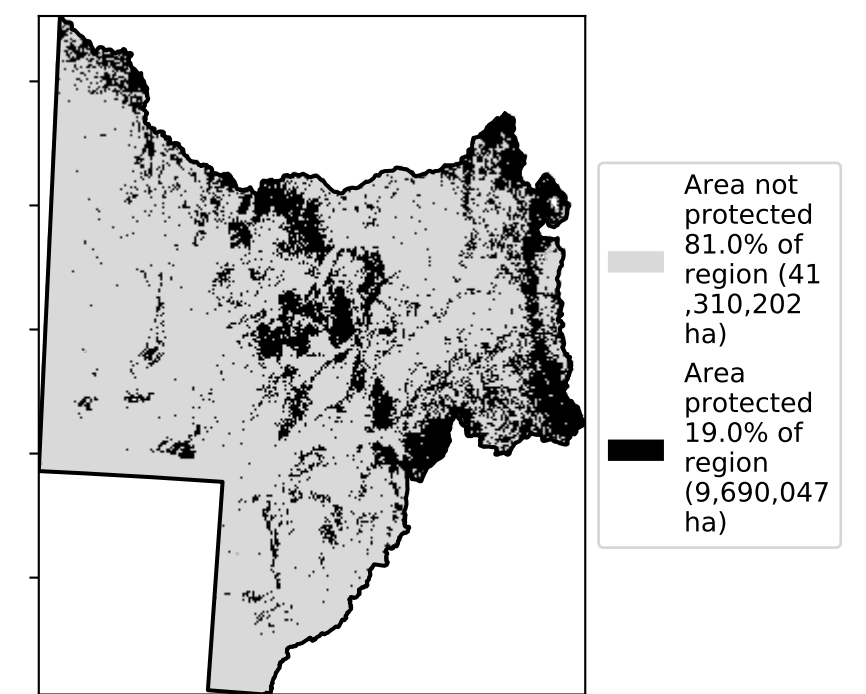 Area not
protected
81.0% of
region (41
,310,202
ha)
Area
protected
19.0% of
region
(9,690,047
ha)